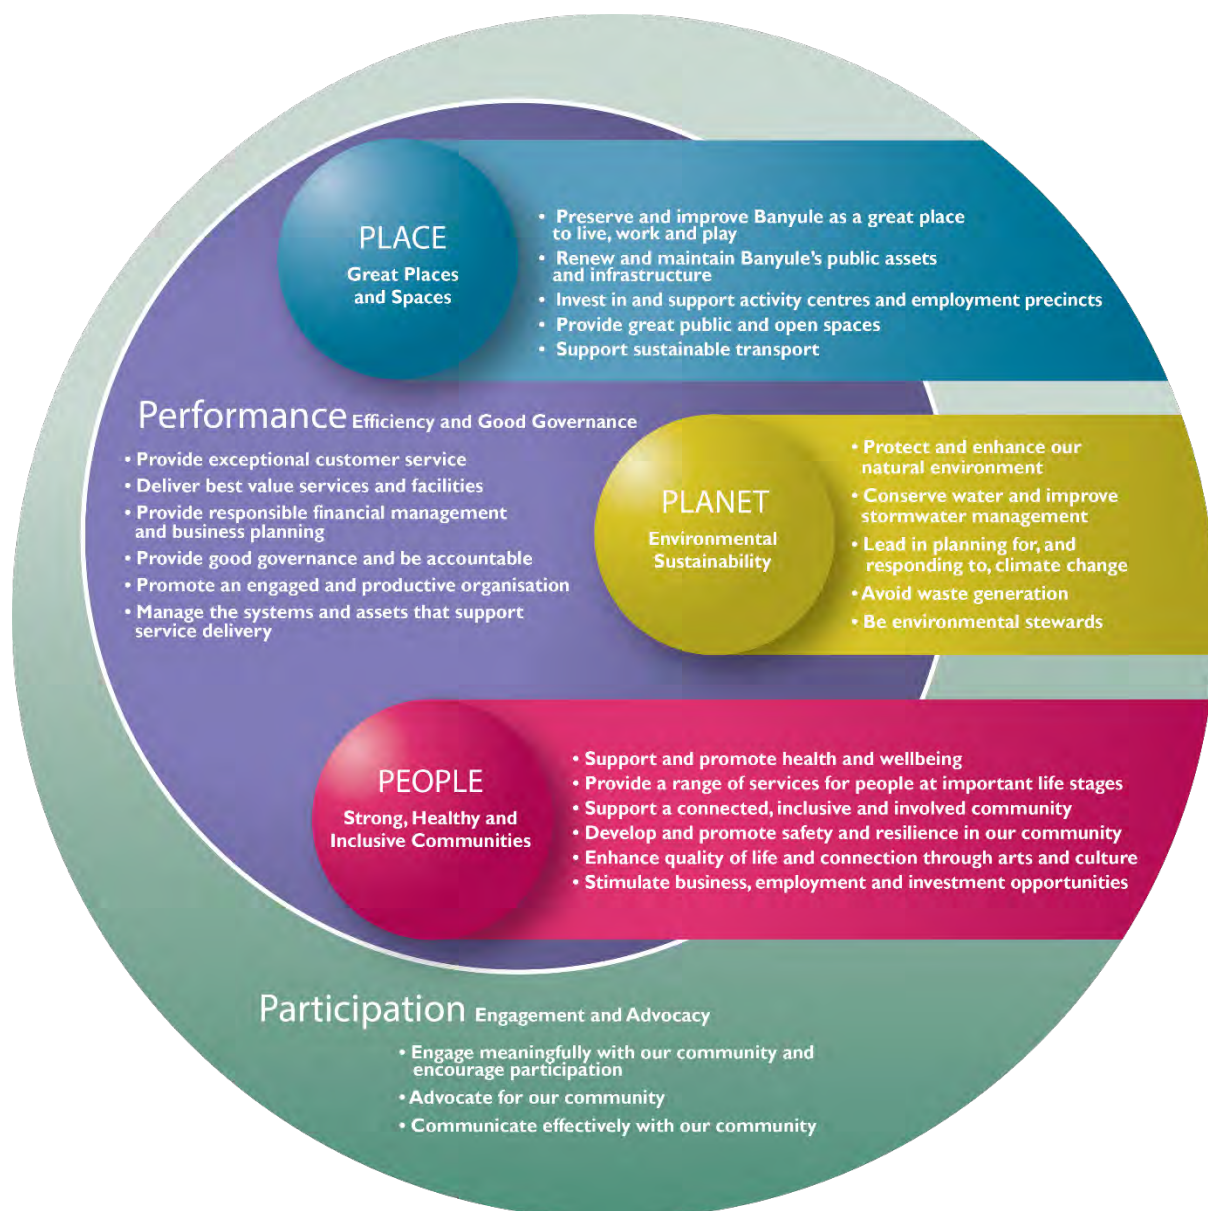 PLACE
Great Places
and Spaces
• Preserve and improve Banyule as a great place
to live, work and play
• Renew and maintain Banyule’s public assets
and infrastructure
• Invest in and support activity centres and employment precincts
• Provide great public and open spaces
• Support sustainable transport
Performance Efficiency and Good Governance
• Provide exceptional customer service
• Deliver best value services and facilities
• Provide responsible financial management
and business planning
• Provide good governance and be accountable
• Promote an engaged and productive organisation
• Manage the systems and assets that support
service delivery
PLANET
Environmental
Sustainability
• Protect and enhance our
natural environment
• Conserve water and improve
stormwater management
• Lead in planning for, and
responding to, climate change
• Avoid waste generation
• Be environmental stewards
PEOPLE
Strong, Healthy and
Inclusive Communities
• Support and promote health and wellbeing
• Provide a range of services for people at important life stages
• Support a connected, inclusive and involved community
• Develop and promote safety and resilience in our community
• Enhance quality of life and connection through arts and culture
• Stimulate business, employment and investment opportunities
Participation Engagement and Advocacy
• Engage meaningfully with our community and
encourage participation
• Advocate for our community
• Communicate effectively with our community